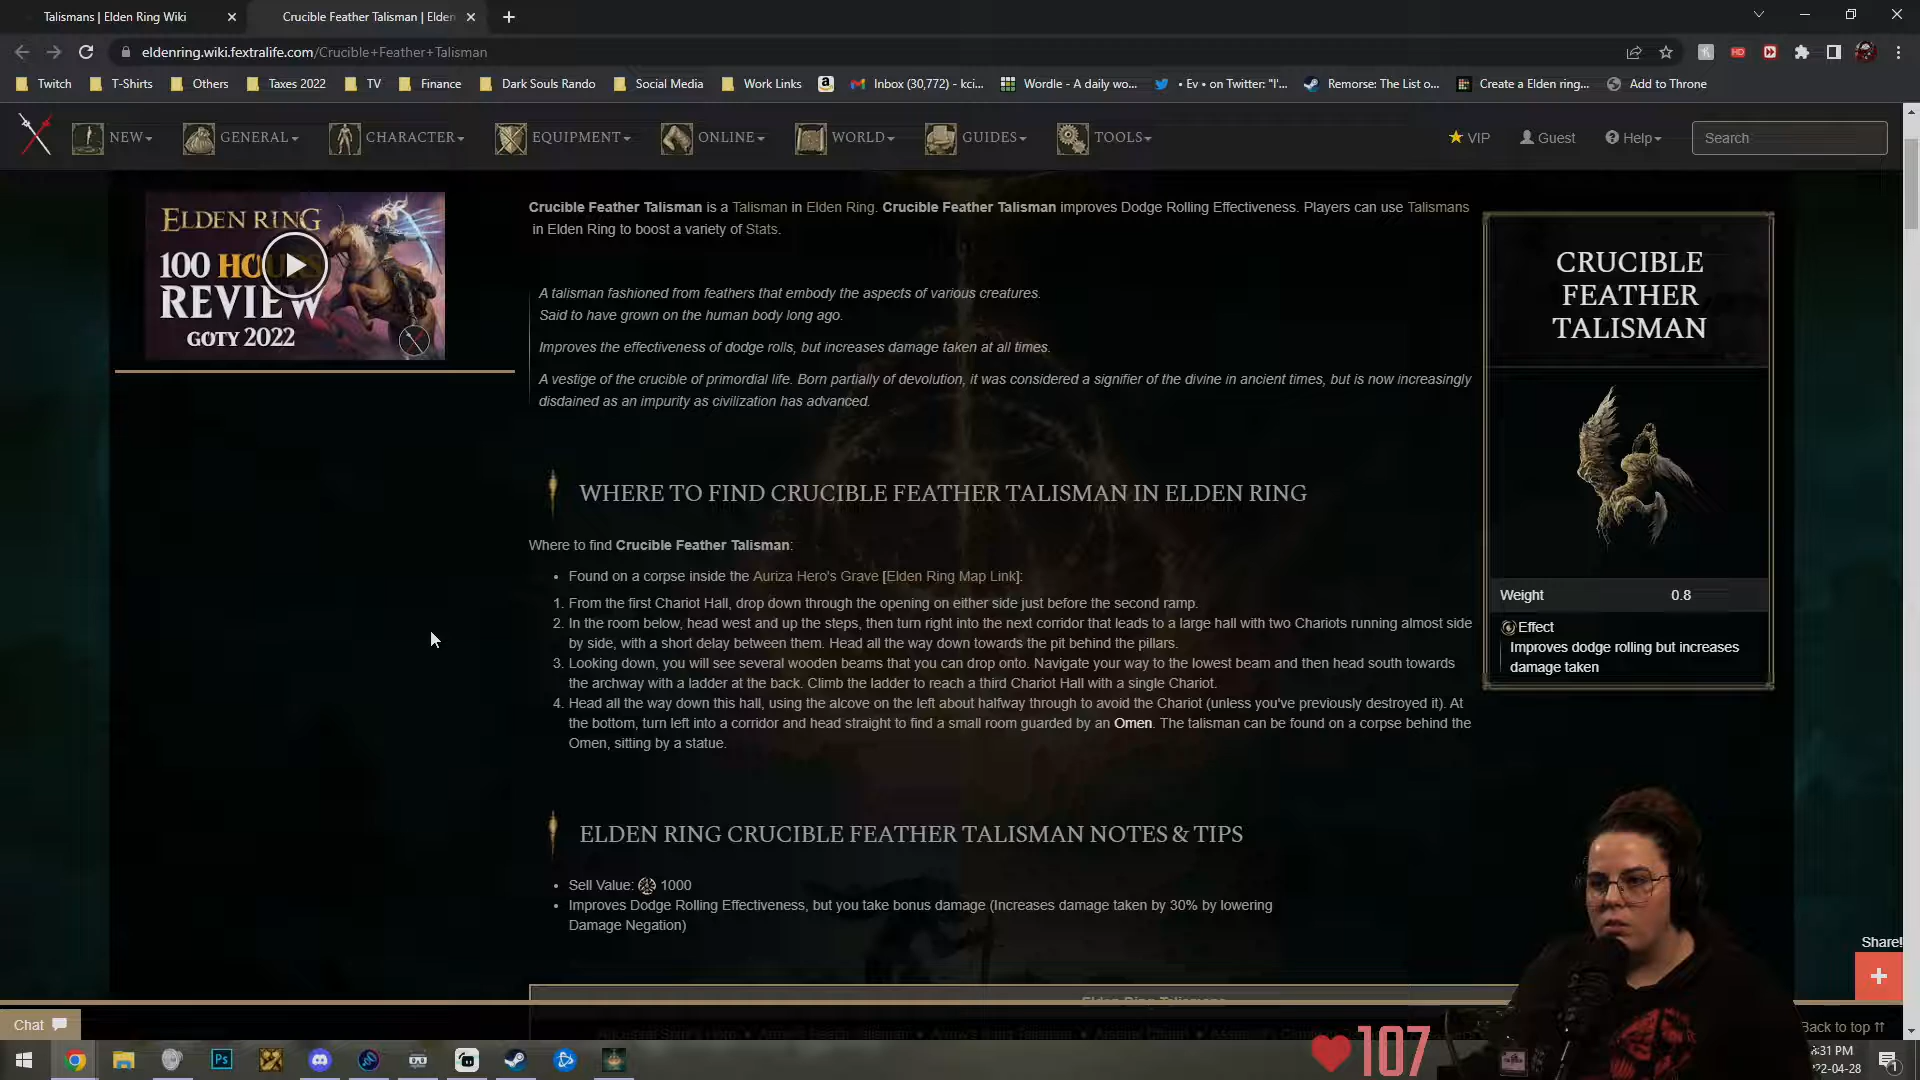 Talismans | Elden Ring Wiki
Crucible Feather Talisman | Elden
eldenring.wiki.fextralife.com/Crucible+Feather+Talisman
Twitch
T-Shirts
Others
Taxes 2022
TV
Finance
Dark Souls Rando
Social Media
Work Links
Inbox (30,772) - kci...
Wordle - A daily wo...
• Ev • on Twitter: "I'...
Remorse: The List o...
Create a Elden ring...
Add to Throne
NEW
GENERAL
CHARACTER
EQUIPMENT
ONLINE
WORLD
GUIDES
TOOLS
VIP
Guest
Help
Search
ELDEN RING
100 HOURS
REVIEW
GOTY 2022
Crucible Feather Talisman is a Talisman in Elden Ring. Crucible Feather Talisman improves Dodge Rolling Effectiveness. Players can use Talismans
in Elden Ring to boost a variety of Stats.
A talisman fashioned from feathers that embody the aspects of various creatures.
Said to have grown on the human body long ago.
Improves the effectiveness of dodge rolls, but increases damage taken at all times.
A vestige of the crucible of primordial life. Born partially of devolution, it was considered a signifier of the divine in ancient times, but is now increasingly
disdained as an impurity as civilization has advanced.
CRUCIBLE
FEATHER
TALISMAN
Weight 0.8
Effect
Improves dodge rolling but increases
damage taken
WHERE TO FIND CRUCIBLE FEATHER TALISMAN IN ELDEN RING
Where to find Crucible Feather Talisman:
• Found on a corpse inside the Auriza Hero's Grave [Elden Ring Map Link]:
1. From the first Chariot Hall, drop down through the opening on either side just before the second ramp.
2. In the room below, head west and up the steps, then turn right into the next corridor that leads to a large hall with two Chariots running almost side
by side, with a short delay between them. Head all the way down towards the pit behind the pillars.
3. Looking down, you will see several wooden beams that you can drop onto. Navigate your way to the lowest beam and then head south towards
the archway with a ladder at the back. Climb the ladder to reach a third Chariot Hall with a single Chariot.
4. Head all the way down this hall, using the alcove on the left about halfway through to avoid the Chariot (unless you've previously destroyed it). At
the bottom, turn left into a corridor and head straight to find a small room guarded by an Omen. The talisman can be found on a corpse behind the
Omen, sitting by a statue.
ELDEN RING CRUCIBLE FEATHER TALISMAN NOTES & TIPS
• Sell Value: 1000
• Improves Dodge Rolling Effectiveness, but you take bonus damage (Increases damage taken by 30% by lowering
Damage Negation)
Share!
Elden Ring Talismans
Chat
Back to top
107
Ps
:31 PM
22-04-28
1